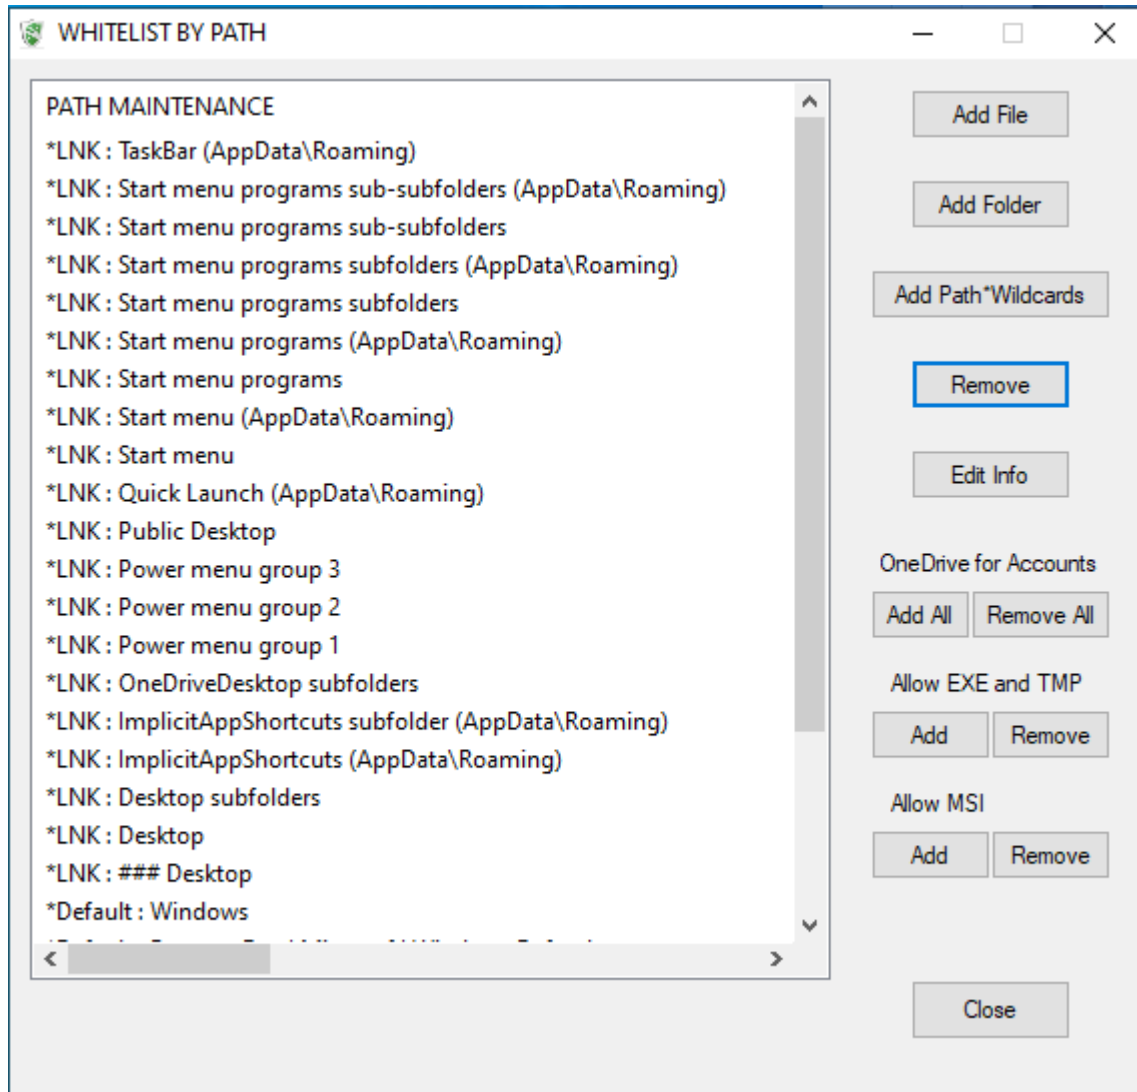 WHITELIST BY PATH
PATH MAINTENANCE
*LNK : TaskBar (AppData\Roaming)
*LNK : Start menu programs sub-subfolders (AppData\Roaming)
*LNK : Start menu programs sub-subfolders
*LNK : Start menu programs subfolders (AppData\Roaming)
*LNK : Start menu programs subfolders
*LNK : Start menu programs (AppData\Roaming)
*LNK : Start menu programs
*LNK : Start menu (AppData\Roaming)
*LNK : Start menu
*LNK : Quick Launch (AppData\Roaming)
*LNK : Public Desktop
*LNK : Power menu group 3
*LNK : Power menu group 2
*LNK : Power menu group 1
*LNK : OneDriveDesktop subfolders
*LNK : ImplicitAppShortcuts subfolder (AppData\Roaming)
*LNK : ImplicitAppShortcuts (AppData\Roaming)
*LNK : Desktop subfolders
*LNK : Desktop
*LNK : ### Desktop
*Default : Windows
Add File
Add Folder
Add Path*Wildcards
Remove
Edit Info
OneDrive for Accounts
Add All Remove All
Allow EXE and TMP
Add Remove
Allow MSI
Add Remove
Close